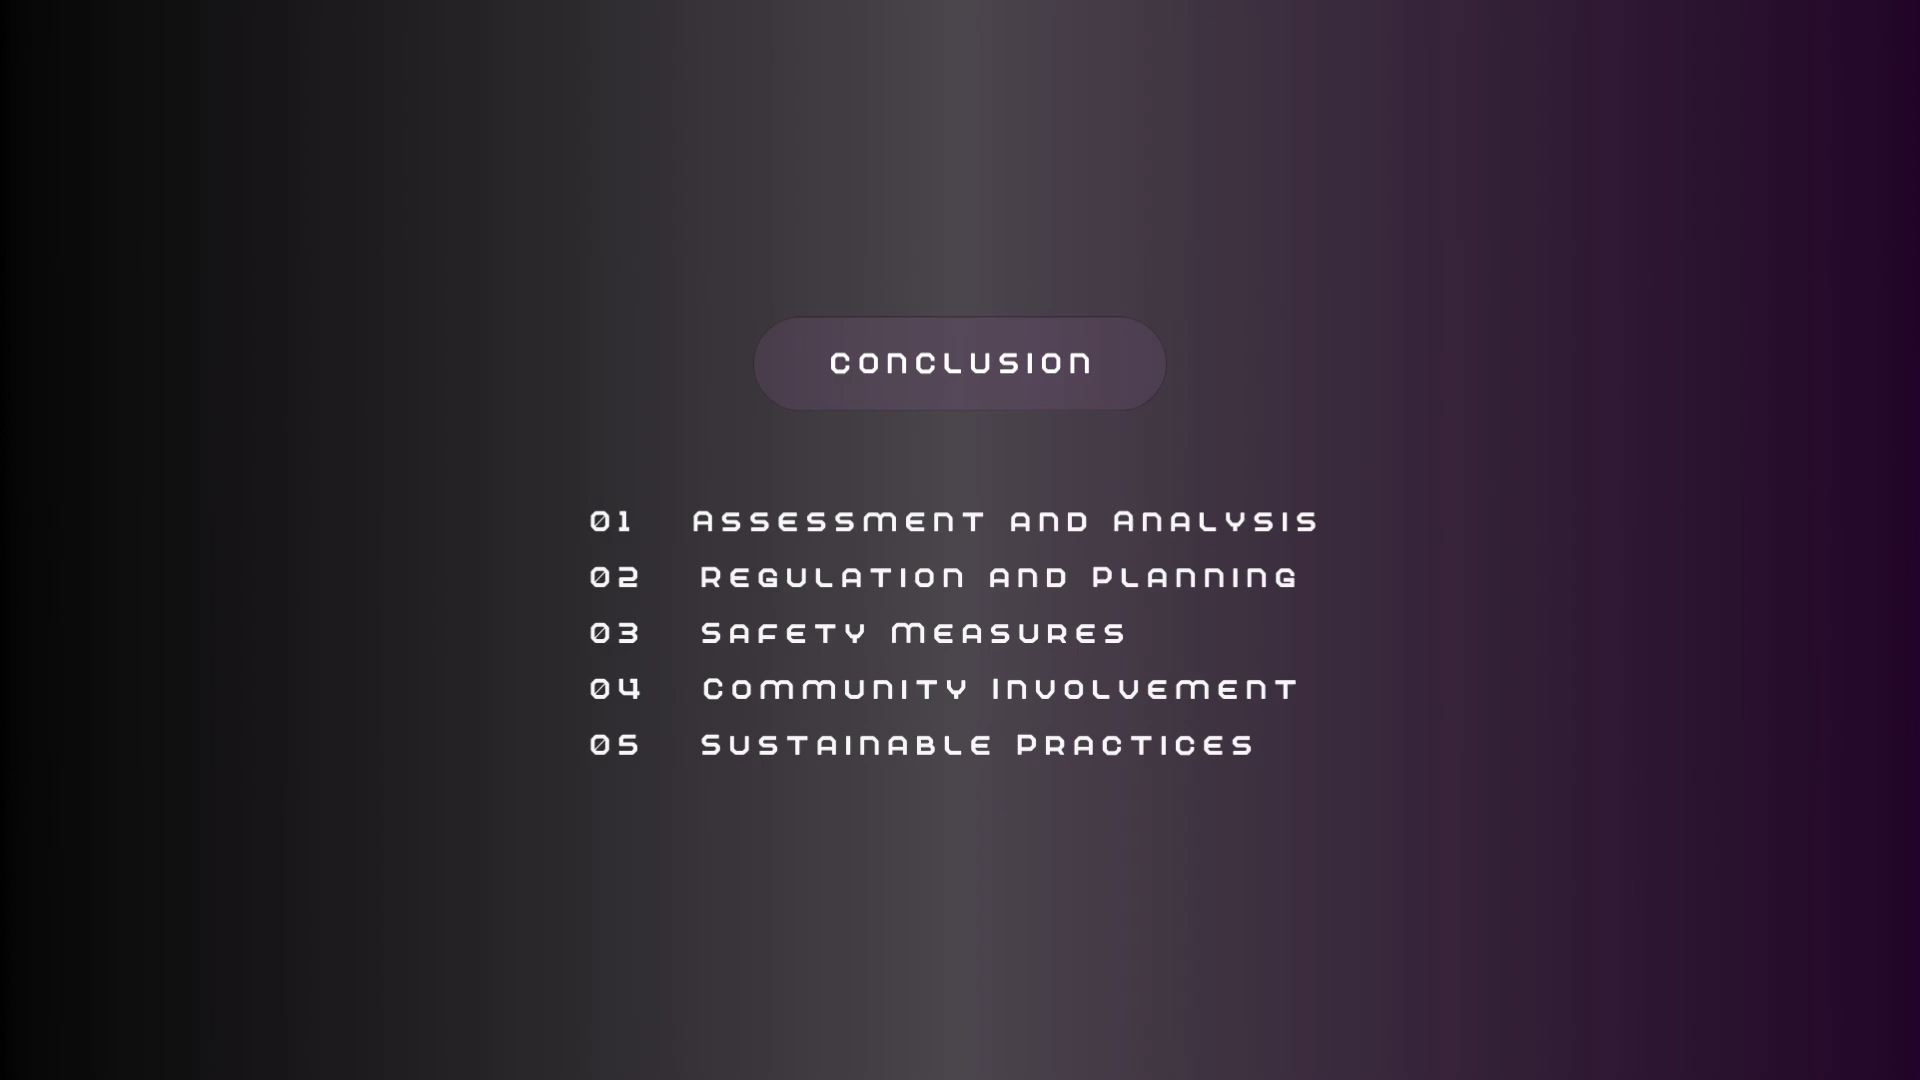 CONCLUSION
01 Assessment and Analysis
02 Regulation and Planning
03 Safety Measures
04 Community Involvement
05 Sustainable Practices